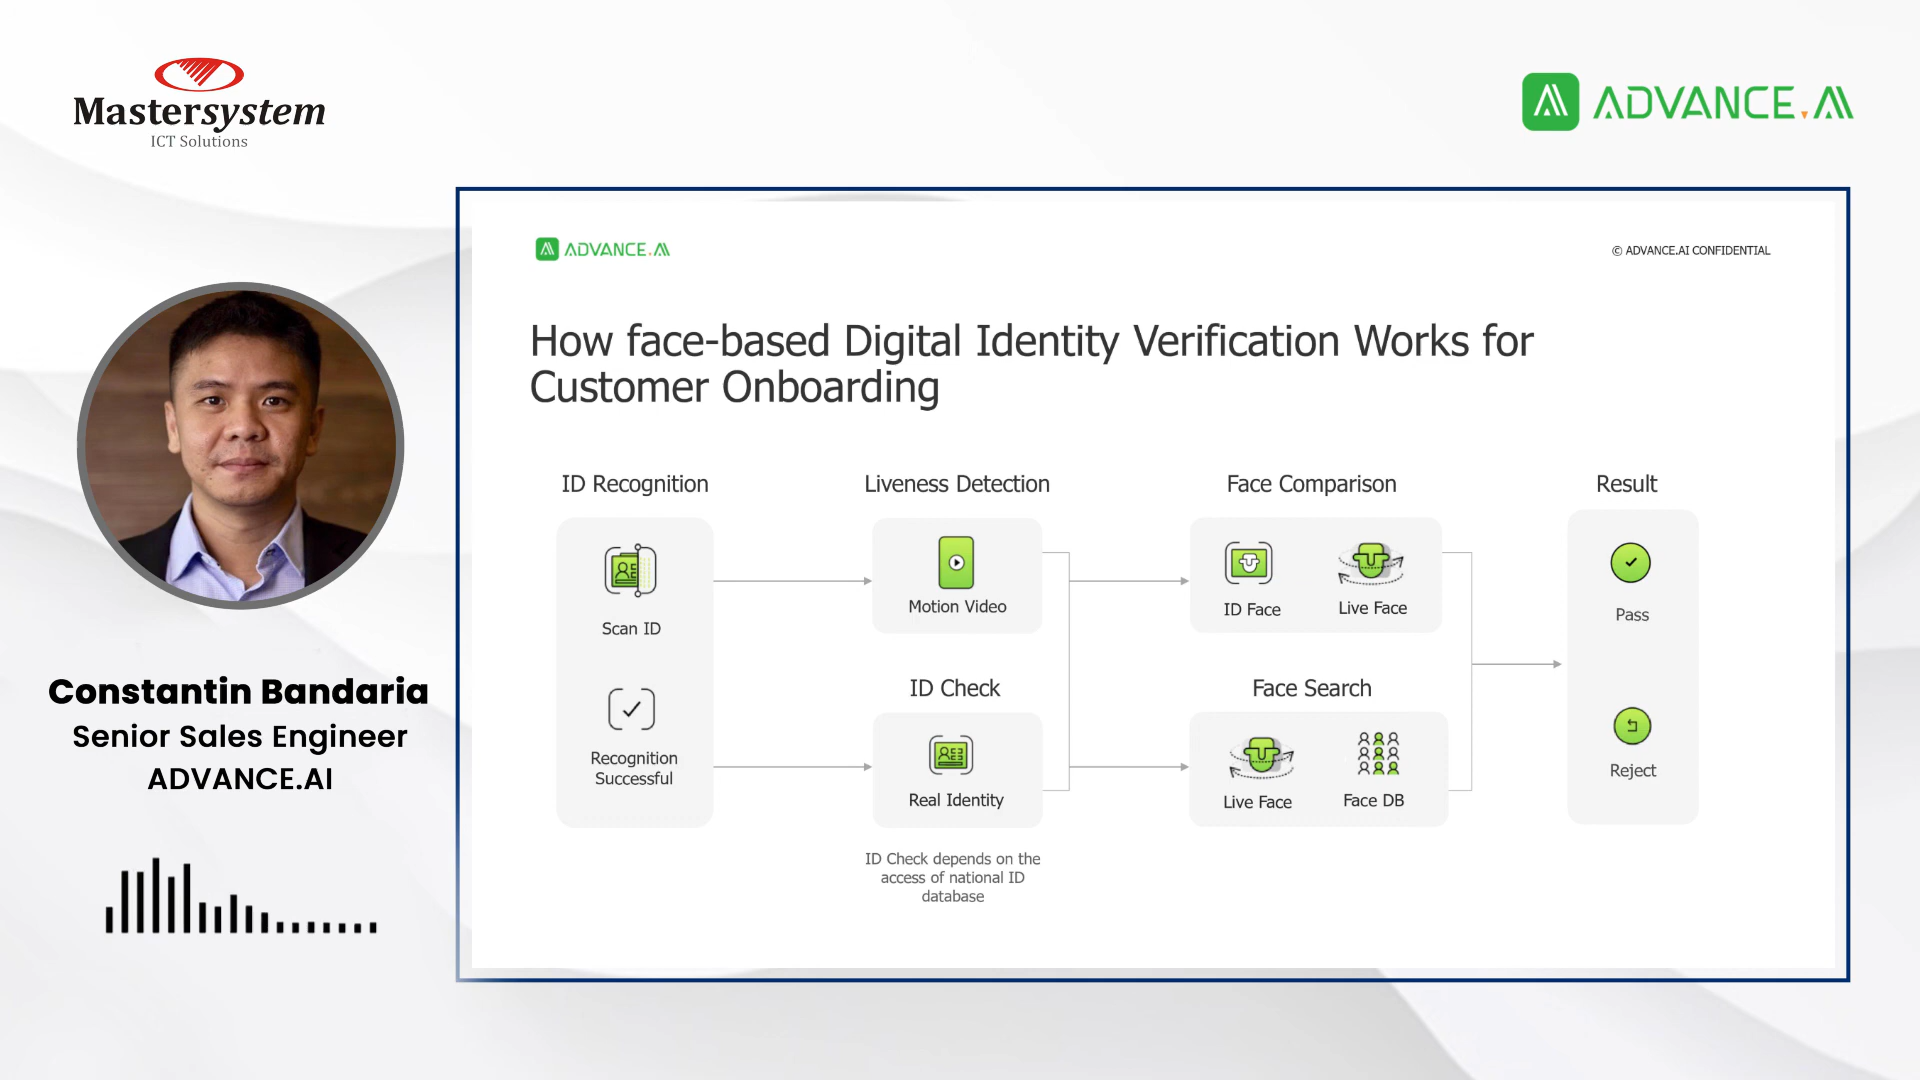 Mastersystem
ICT Solutions
ADVANCE.AI
ADVANCE.AI
© ADVANCE.AI CONFIDENTIAL
How face-based Digital Identity Verification Works for
Customer Onboarding
ID Recognition
Scan ID
Recognition
Successful
Liveness Detection
Motion Video
ID Check
Real Identity
ID Check depends on the
access of national ID
database
Face Comparison
ID Face
Live Face
Face Search
Live Face
Face DB
Result
Pass
Reject
Constantin Bandaria
Senior Sales Engineer
ADVANCE.AI